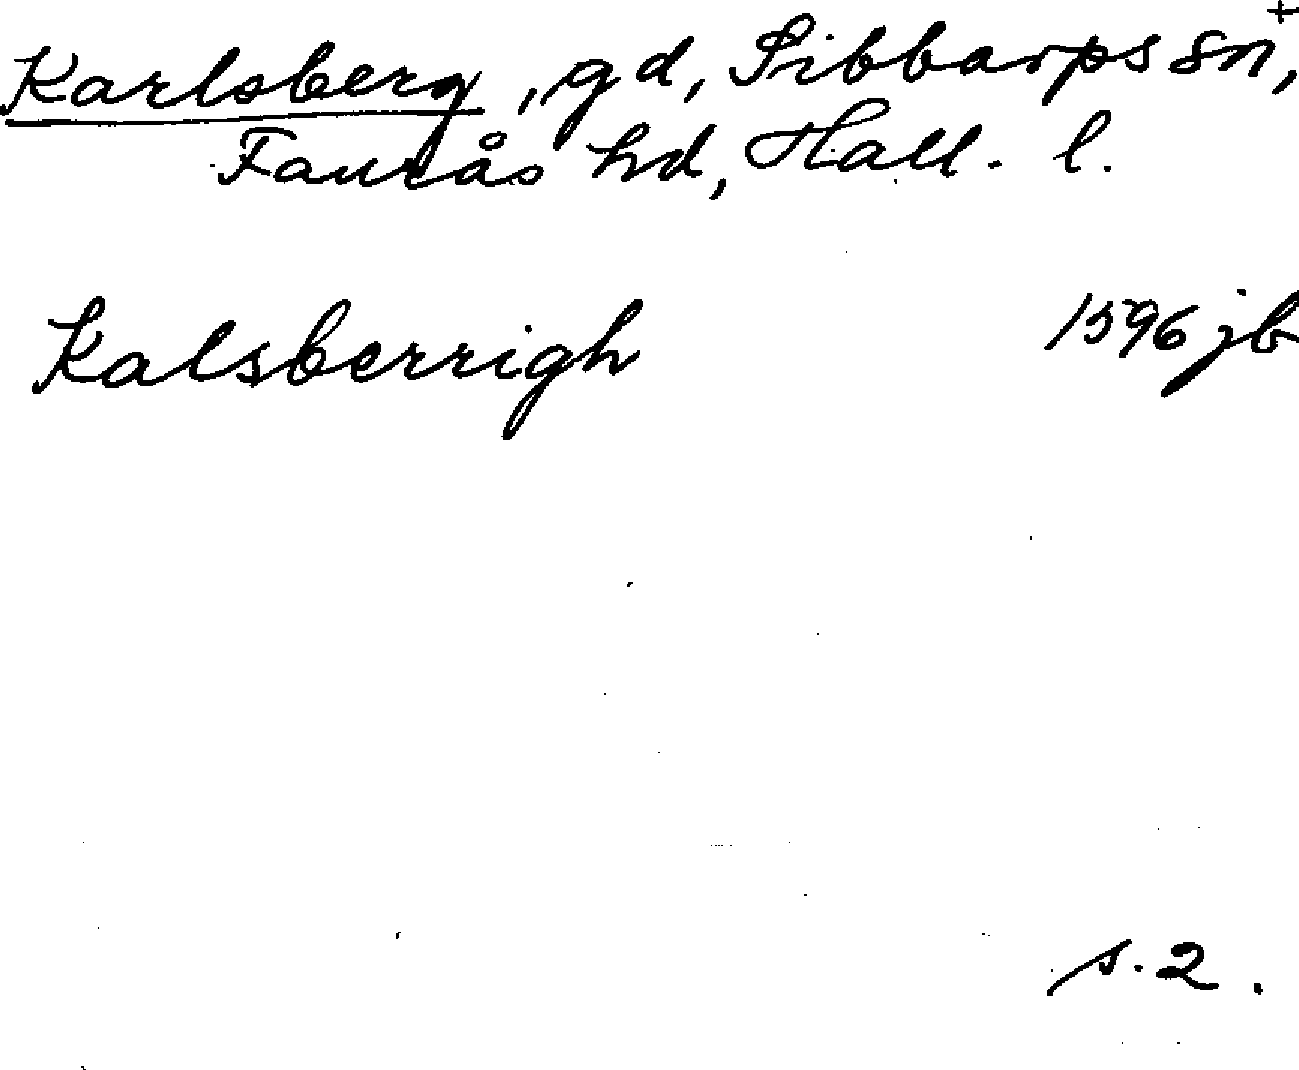 Karlsberg, gd, Sibbarps sn, +
Faurås hd, Hall. l.
Kalsberrigh 1596 jb
s. 2.